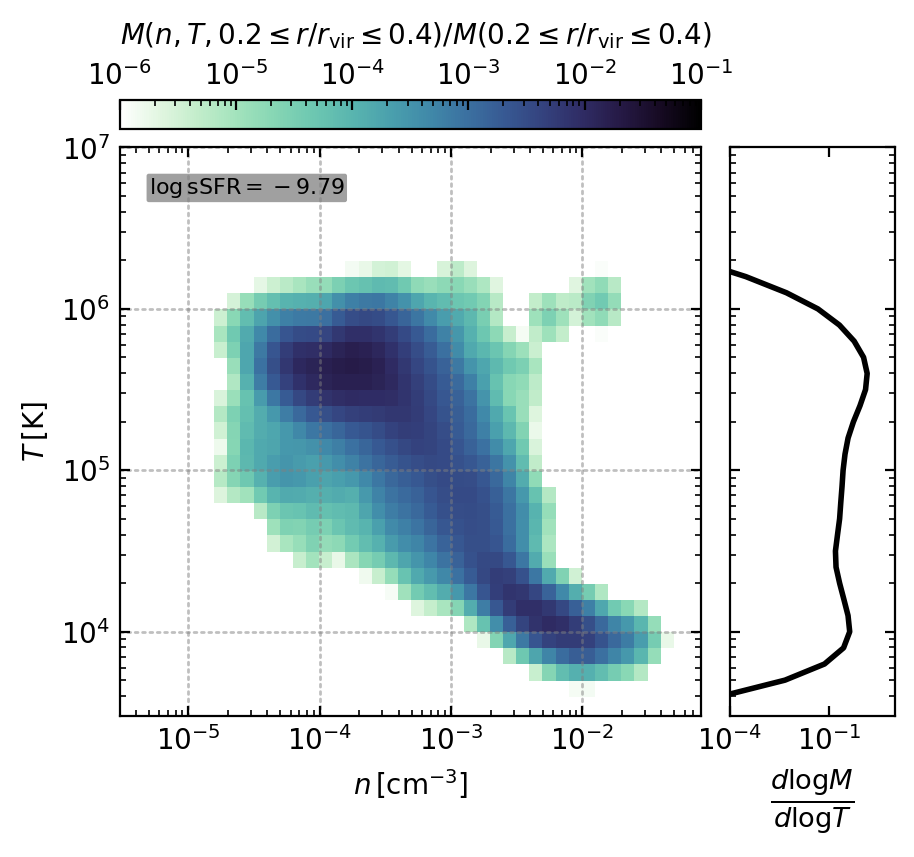 M(n, T, 0.2 ≤ r/r_vir ≤ 0.4)/M(0.2 ≤ r/r_vir ≤ 0.4)
10^−6 10^−5 10^−4 10^−3 10^−2 10^−1
10^7
log sSFR = −9.79
10^6
10^5
10^4
T [K]
10^−5 10^−4 10^−3 10^−2 10^−4 10^−1
n [cm^−3]
dlogM
dlogT